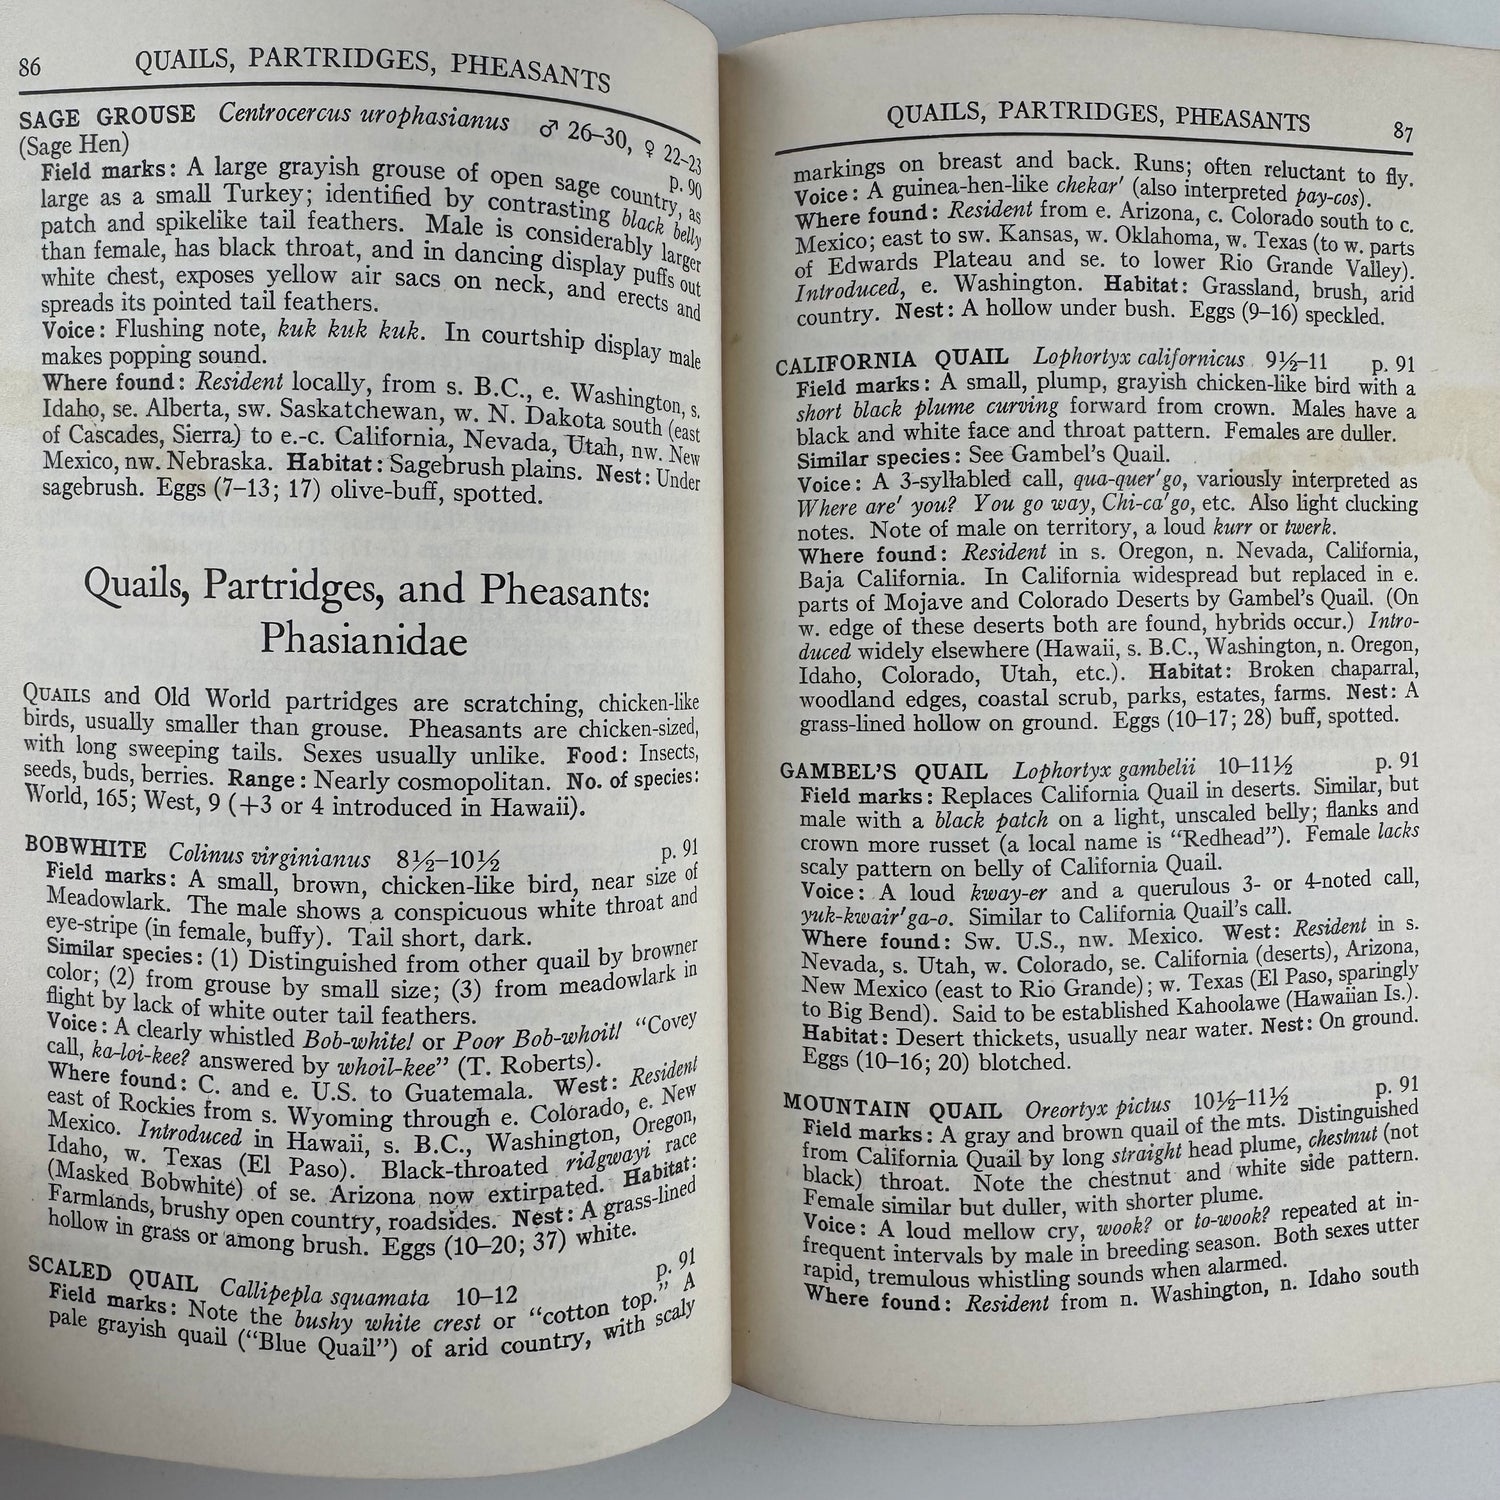 86
QUAILS, PARTRIDGES, PHEASANTS
SAGE GROUSE Centrocercus urophasianus ♂ 26–30, ♀ 22–23
(Sage Hen) p. 90
Field marks: A large grayish grouse of open sage country, as
large as a small Turkey; identified by contrasting black belly
patch and spikelike tail feathers. Male is considerably larger
than female, has black throat, and in dancing display puffs out
white chest, exposes yellow air sacs on neck, and erects and
spreads its pointed tail feathers.
Voice: Flushing note, kuk kuk kuk. In courtship display male
makes popping sound.
Where found: Resident locally, from s. B.C., e. Washington, s.
Idaho, se. Alberta, sw. Saskatchewan, w. N. Dakota south (east
of Cascades, Sierra) to e.-c. California, Nevada, Utah, nw. New
Mexico, nw. Nebraska. Habitat: Sagebrush plains. Nest: Under
sagebrush. Eggs (7–13; 17) olive-buff, spotted.
Quails, Partridges, and Pheasants:
Phasianidae
QUAILS and Old World partridges are scratching, chicken-like
birds, usually smaller than grouse. Pheasants are chicken-sized,
with long sweeping tails. Sexes usually unlike. Food: Insects,
seeds, buds, berries. Range: Nearly cosmopolitan. No. of species:
World, 165; West, 9 (+3 or 4 introduced in Hawaii).
BOBWHITE Colinus virginianus 8½–10½ p. 91
Field marks: A small, brown, chicken-like bird, near size of
Meadowlark. The male shows a conspicuous white throat and
eye-stripe (in female, buffy). Tail short, dark.
Similar species: (1) Distinguished from other quail by browner
color; (2) from grouse by small size; (3) from meadowlark in
flight by lack of white outer tail feathers.
Voice: A clearly whistled Bob-white! or Poor Bob-whoit! "Covey
call, ka-loi-kee? answered by whoil-kee" (T. Roberts).
Where found: C. and e. U.S. to Guatemala. West: Resident
east of Rockies from s. Wyoming through e. Colorado, e. New
Mexico. Introduced in Hawaii, s. B.C., Washington, Oregon,
Idaho, w. Texas (El Paso). Black-throated ridgwayi race
(Masked Bobwhite) of se. Arizona now extirpated. Habitat:
Farmlands, brushy open country, roadsides. Nest: A grass-lined
hollow in grass or among brush. Eggs (10–20; 37) white.
SCALED QUAIL Callipepla squamata 10–12 p. 91
Field marks: Note the bushy white crest or "cotton top." A
pale grayish quail ("Blue Quail") of arid country, with scaly
QUAILS, PARTRIDGES, PHEASANTS
87
markings on breast and back. Runs; often reluctant to fly.
Voice: A guinea-hen-like chekar' (also interpreted pay-cos).
Where found: Resident from e. Arizona, c. Colorado south to c.
Mexico; east to sw. Kansas, w. Oklahoma, w. Texas (to w. parts
of Edwards Plateau and se. to lower Rio Grande Valley).
Introduced, e. Washington. Habitat: Grassland, brush, arid
country. Nest: A hollow under bush. Eggs (9–16) speckled.
CALIFORNIA QUAIL Lophortyx californicus 9½–11 p. 91
Field marks: A small, plump, grayish chicken-like bird with a
short black plume curving forward from crown. Males have a
black and white face and throat pattern. Females are duller.
Similar species: See Gambel's Quail.
Voice: A 3-syllabled call, qua-quer'go, variously interpreted as
Where are' you? You go way, Chi-ca'go, etc. Also light clucking
notes. Note of male on territory, a loud kurr or twerk.
Where found: Resident in s. Oregon, n. Nevada, California,
Baja California. In California widespread but replaced in e.
parts of Mojave and Colorado Deserts by Gambel's Quail. (On
w. edge of these deserts both are found, hybrids occur.) Intro-
duced widely elsewhere (Hawaii, s. B.C., Washington, n. Oregon,
Idaho, Colorado, Utah, etc.). Habitat: Broken chaparral,
woodland edges, coastal scrub, parks, estates, farms. Nest: A
grass-lined hollow on ground. Eggs (10–17; 28) buff, spotted.
GAMBEL'S QUAIL Lophortyx gambelii 10–11½ p. 91
Field marks: Replaces California Quail in deserts. Similar, but
male with a black patch on a light, unscaled belly; flanks and
crown more russet (a local name is "Redhead"). Female lacks
scaly pattern on belly of California Quail.
Voice: A loud kway-er and a querulous 3- or 4-noted call,
yuk-kwair'ga-o. Similar to California Quail's call.
Where found: Sw. U.S., nw. Mexico. West: Resident in s.
Nevada, s. Utah, w. Colorado, se. California (deserts), Arizona,
New Mexico (east to Rio Grande); w. Texas (El Paso, sparingly
to Big Bend). Said to be established Kahoolawe (Hawaiian Is.).
Habitat: Desert thickets, usually near water. Nest: On ground.
Eggs (10–16; 20) blotched.
MOUNTAIN QUAIL Oreortyx pictus 10½–11½ p. 91
Field marks: A gray and brown quail of the mts. Distinguished
from California Quail by long straight head plume, chestnut (not
black) throat. Note the chestnut and white side pattern.
Female similar but duller, with shorter plume.
Voice: A loud mellow cry, wook? or to-wook? repeated at in-
frequent intervals by male in breeding season. Both sexes utter
rapid, tremulous whistling sounds when alarmed.
Where found: Resident from n. Washington, n. Idaho south